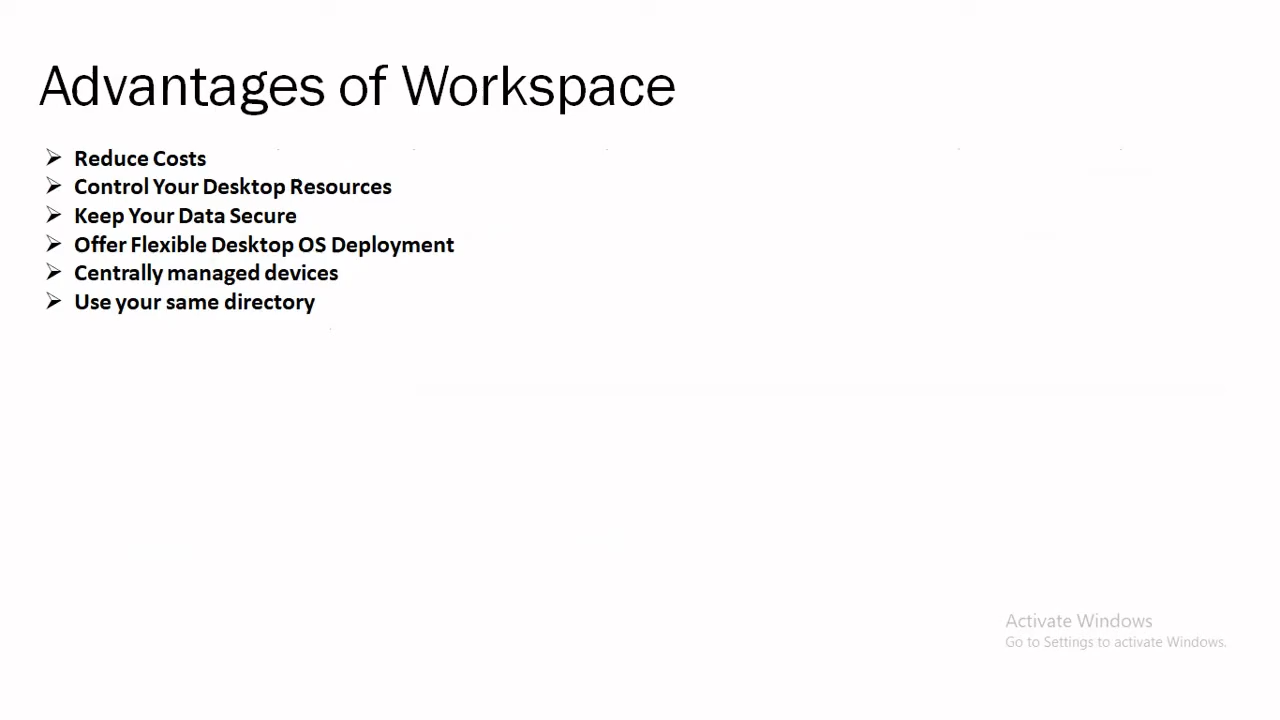 Advantages of Workspace
Reduce Costs
Control Your Desktop Resources
Keep Your Data Secure
Offer Flexible Desktop OS Deployment
Centrally managed devices
Use your same directory
Activate Windows
Go to Settings to activate Windows.